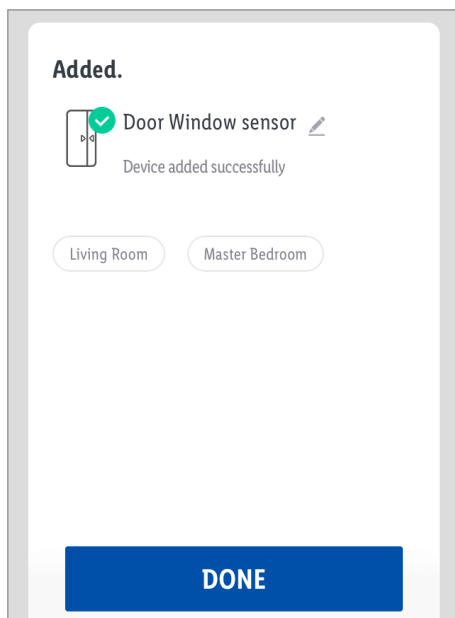 Added.
Door Window sensor
Device added successfully
Living Room
Master Bedroom
DONE